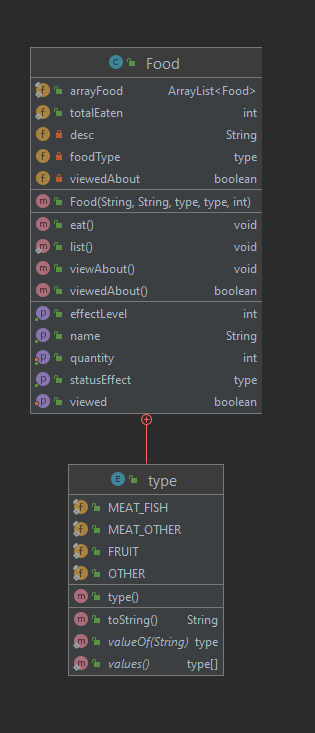 C Food
f arrayFood ArrayList<Food>
f totalEaten int
f desc String
f foodType type
f viewedAbout boolean
m Food(String, String, type, type, int)
m eat() void
m list() void
m viewAbout() void
m viewedAbout() boolean
p effectLevel int
p name String
p quantity int
p statusEffect type
p viewed boolean
E type
f MEAT_FISH
f MEAT_OTHER
f FRUIT
f OTHER
m type()
m toString() String
m valueOf(String) type
m values() type[]